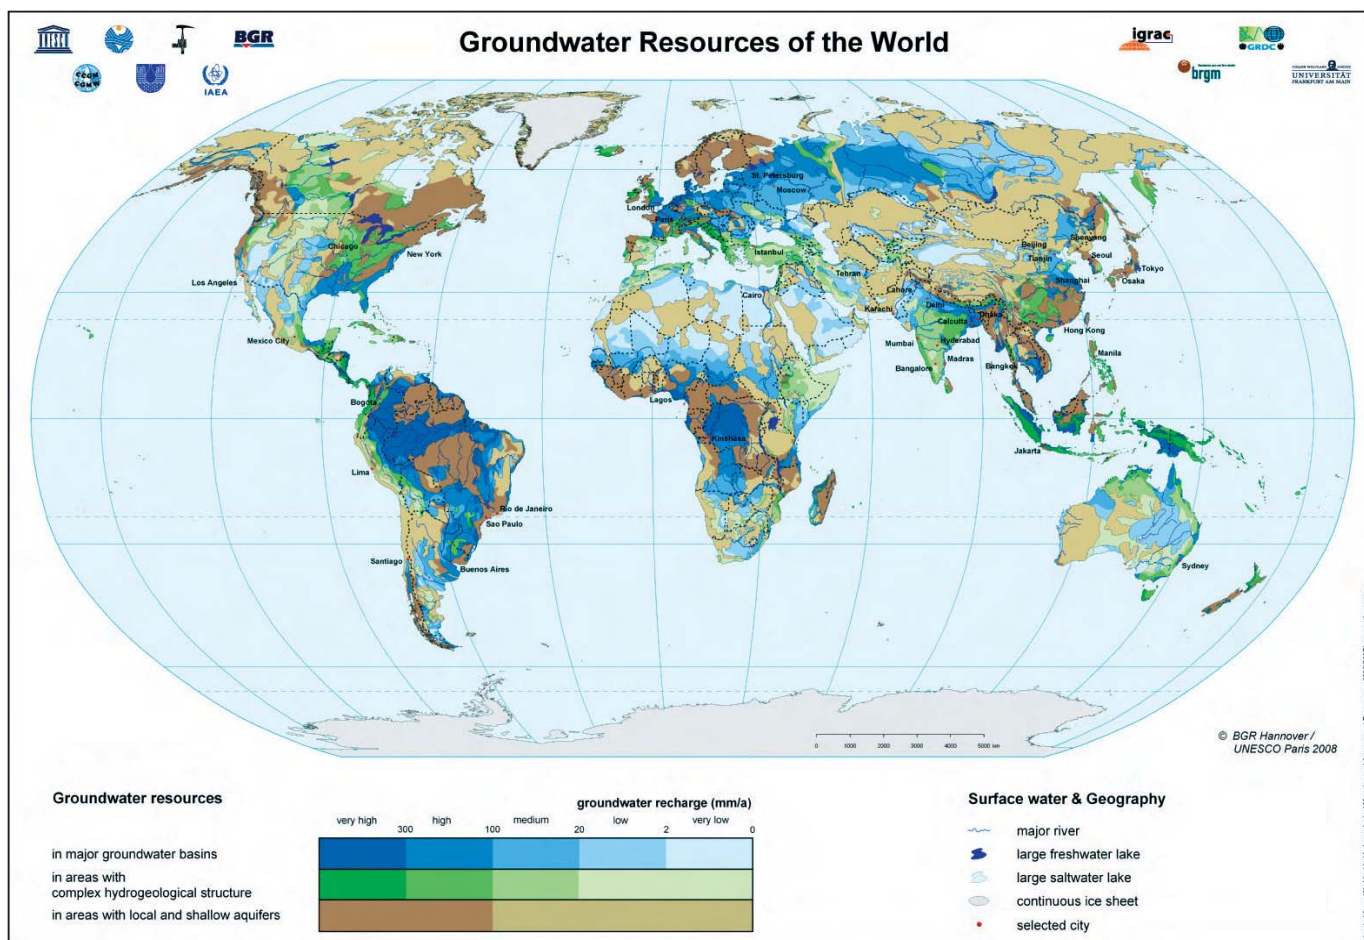 UNESCO
BGR
CCGM
CGMW
IAEA
Groundwater Resources of the World
igrac
GRDC
brgm
UNIVERSITÄT
FRANKFURT AM MAIN
St. Petersburg
Moscow
London
Paris
Chicago
New York
Los Angeles
Mexico City
Istanbul
Tehran
Cairo
Cahore
Karachi
Delhi
Dhaka
Calcutta
Mumbai
Hyderabad
Bangalore
Madras
Bangkok
Beijing
Tianjin
Shenyang
Seoul
Tokyo
Osaka
Shanghai
Hong Kong
Manila
Bogota
Lagos
Kinshasa
Jakarta
Lima
Rio de Janeiro
Sao Paulo
Santiago
Buenos Aires
Sydney
0 1000 2000 3000 4000 5000 km
© BGR Hannover /
UNESCO Paris 2008
Groundwater resources
groundwater recharge (mm/a)
very high 300 high 100 medium 20 low 2 very low 0
in major groundwater basins
in areas with
complex hydrogeological structure
in areas with local and shallow aquifers
Surface water & Geography
major river
large freshwater lake
large saltwater lake
continuous ice sheet
selected city